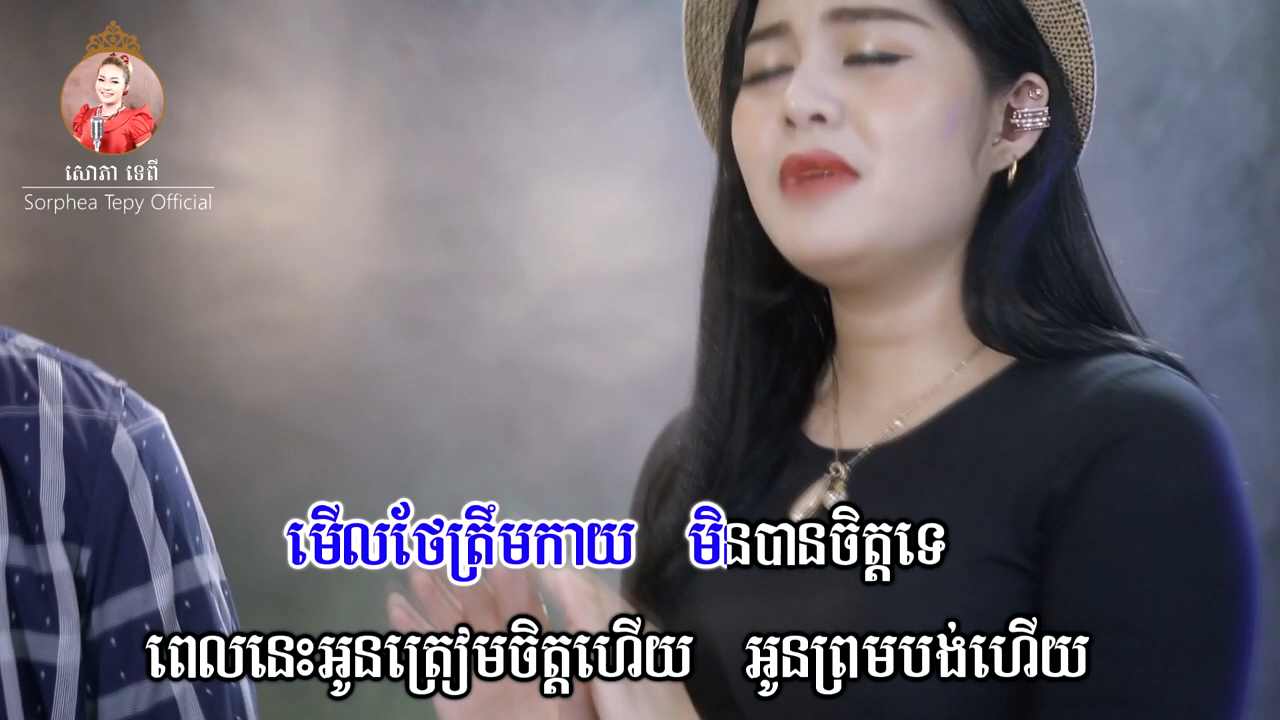 សោភា ទេពី
Sorphea Tepy Official
មើលថែត្រឹមកាយ មិនបានចិត្តទេ
ពេលនេះអូនត្រៀមចិត្តហើយ អូនព្រមបង់ហើយ